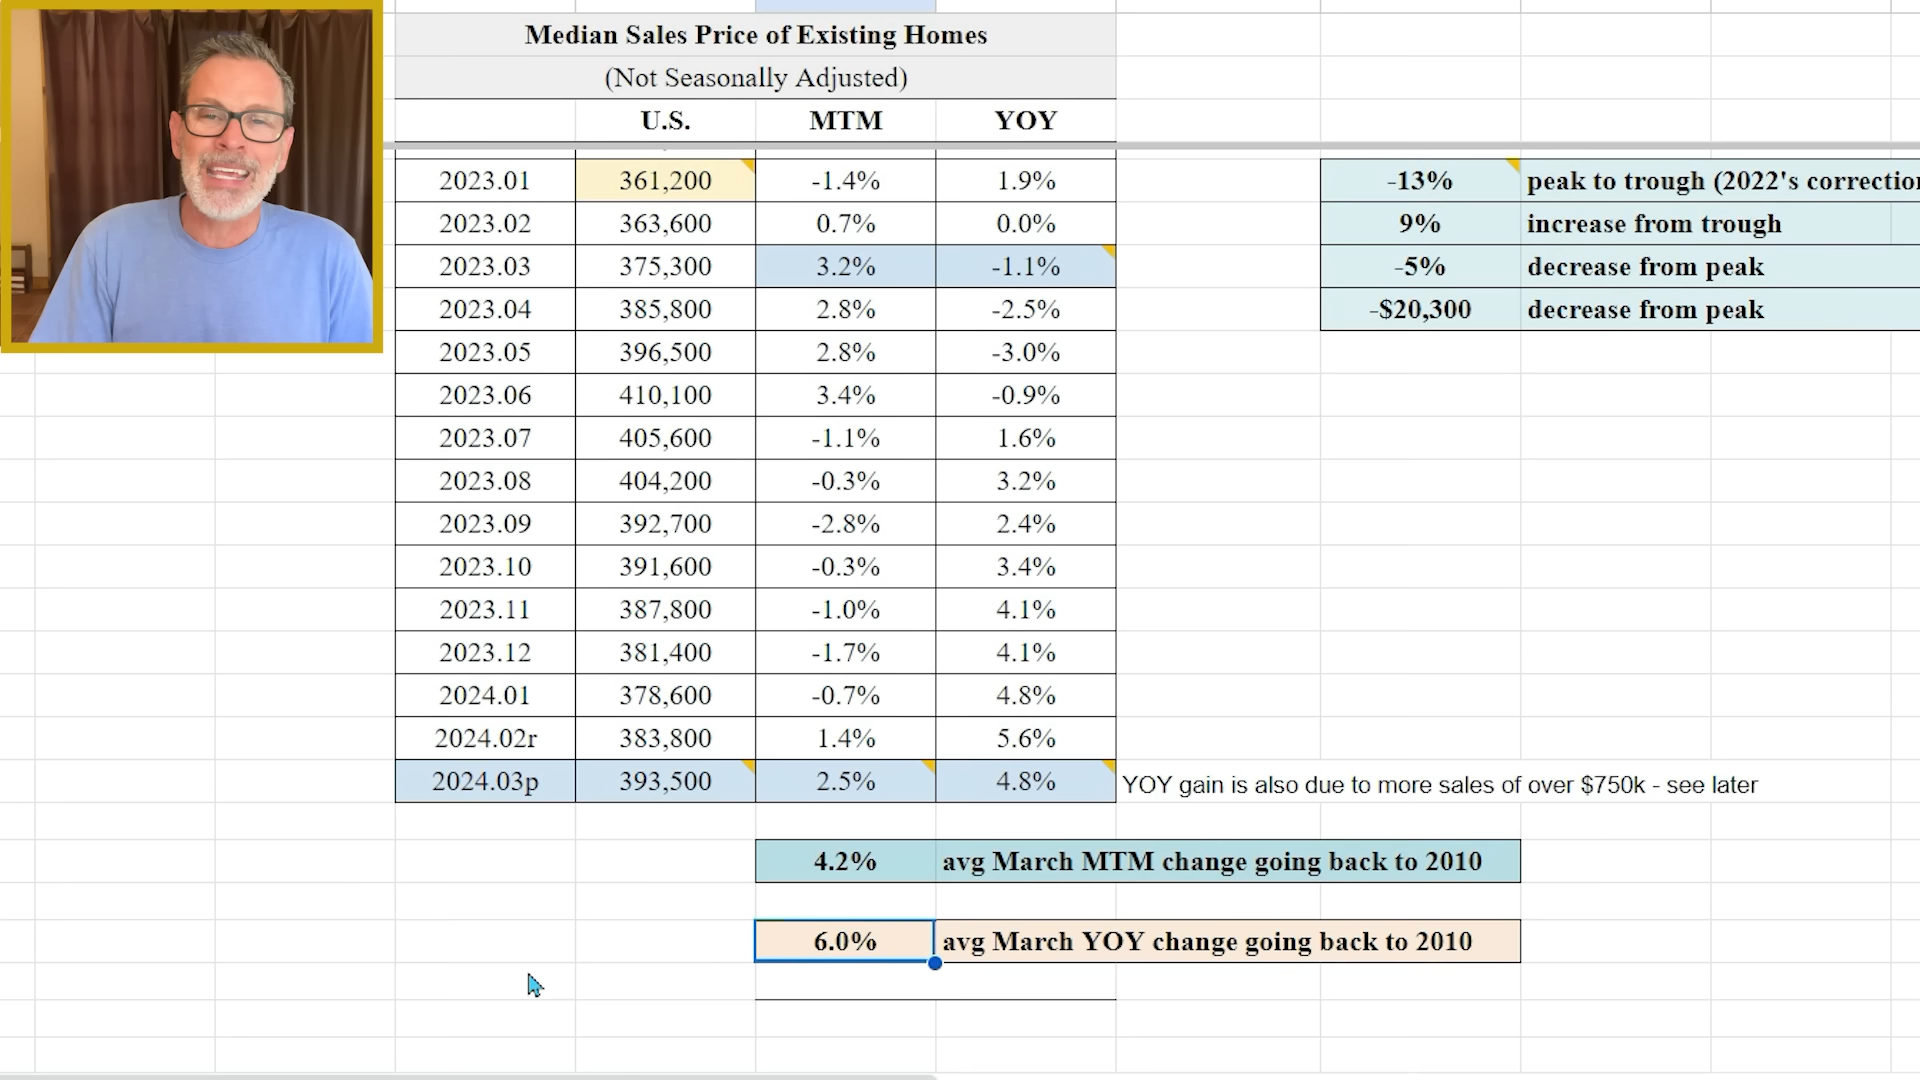 Median Sales Price of Existing Homes
(Not Seasonally Adjusted)
U.S. MTM YOY
2023.01 361,200 -1.4% 1.9% -13% peak to trough (2022's
2023.02 363,600 0.7% 0.0% 9% increase from trough
2023.03 375,300 3.2% -1.1% -5% decrease from peak
2023.04 385,800 2.8% -2.5% -$20,300 decrease from peak
2023.05 396,500 2.8% -3.0%
2023.06 410,100 3.4% -0.9%
2023.07 405,600 -1.1% 1.6%
2023.08 404,200 -0.3% 3.2%
2023.09 392,700 -2.8% 2.4%
2023.10 391,600 -0.3% 3.4%
2023.11 387,800 -1.0% 4.1%
2023.12 381,400 -1.7% 4.1%
2024.01 378,600 -0.7% 4.8%
2024.02r 383,800 1.4% 5.6%
2024.03p 393,500 2.5% 4.8% YOY gain is also due to more sales of over $750k - see later
4.2% avg March MTM change going back to 2010
6.0% avg March YOY change going back to 2010